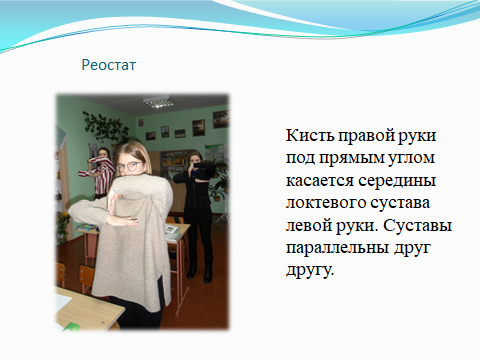 Реостат
Кисть правой руки
под прямым углом
касается середины
локтевого сустава
левой руки. Суставы
параллельны друг
другу.